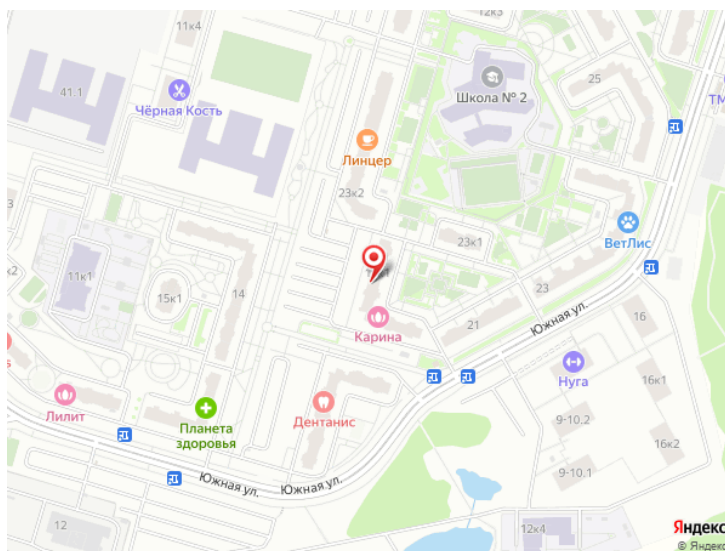 11к4
12к3
25
41.1
Чёрная Кость
Школа № 2
ТМ
Линцер
23к2
3
23к1
ВетЛис
к2
11к1
15к1
14
23
Южная ул.
16
21
Карина
Нуга
16к1
Лилит
Планета
здоровья
Дентанис
9-10.2
16к2
9-10.1
Южная ул.
Южная ул.
12
12к4
Яндекс
© Яндекс